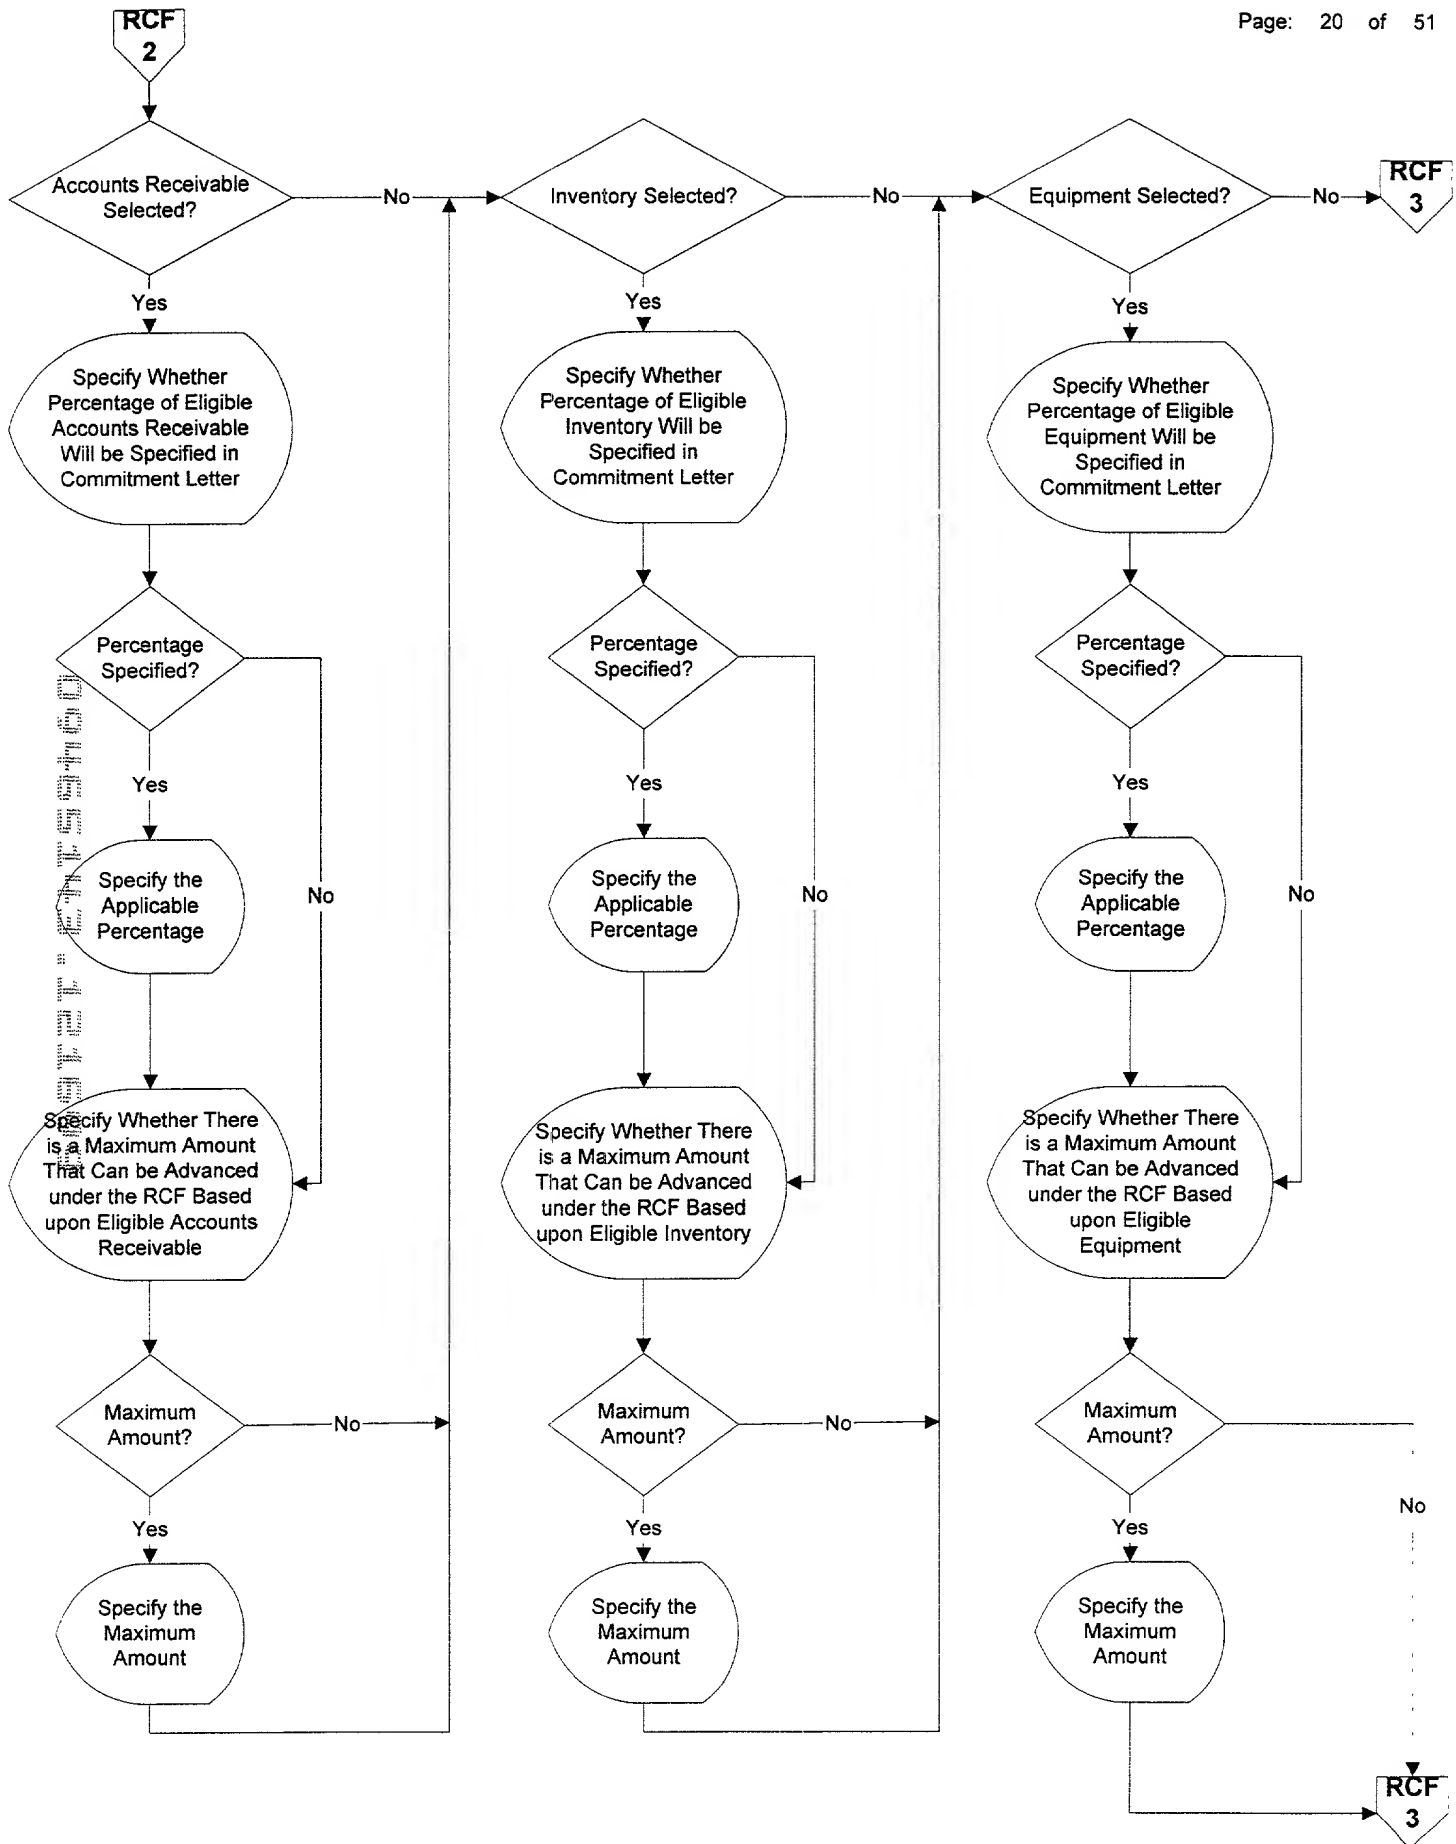 Page: 20 of 51
RCF
2
Accounts Receivable
Selected?
No
Inventory Selected?
No
Equipment Selected?
No
RCF
3
Yes
Specify Whether
Percentage of Eligible
Accounts Receivable
Will be Specified in
Commitment Letter
Percentage
Specified?
Yes
No
Specify the
Applicable
Percentage
Specify Whether There
is a Maximum Amount
That Can be Advanced
under the RCF Based
upon Eligible Accounts
Receivable
Maximum
Amount?
No
Yes
Specify the
Maximum
Amount
Yes
Specify Whether
Percentage of Eligible
Inventory Will be
Specified in
Commitment Letter
Percentage
Specified?
Yes
No
Specify the
Applicable
Percentage
Specify Whether There
is a Maximum Amount
That Can be Advanced
under the RCF Based
upon Eligible Inventory
Maximum
Amount?
No
Yes
Specify the
Maximum
Amount
Yes
Specify Whether
Percentage of Eligible
Equipment Will be
Specified in
Commitment Letter
Percentage
Specified?
Yes
No
Specify the
Applicable
Percentage
Specify Whether There
is a Maximum Amount
That Can be Advanced
under the RCF Based
upon Eligible
Equipment
Maximum
Amount?
No
Yes
Specify the
Maximum
Amount
RCF
3